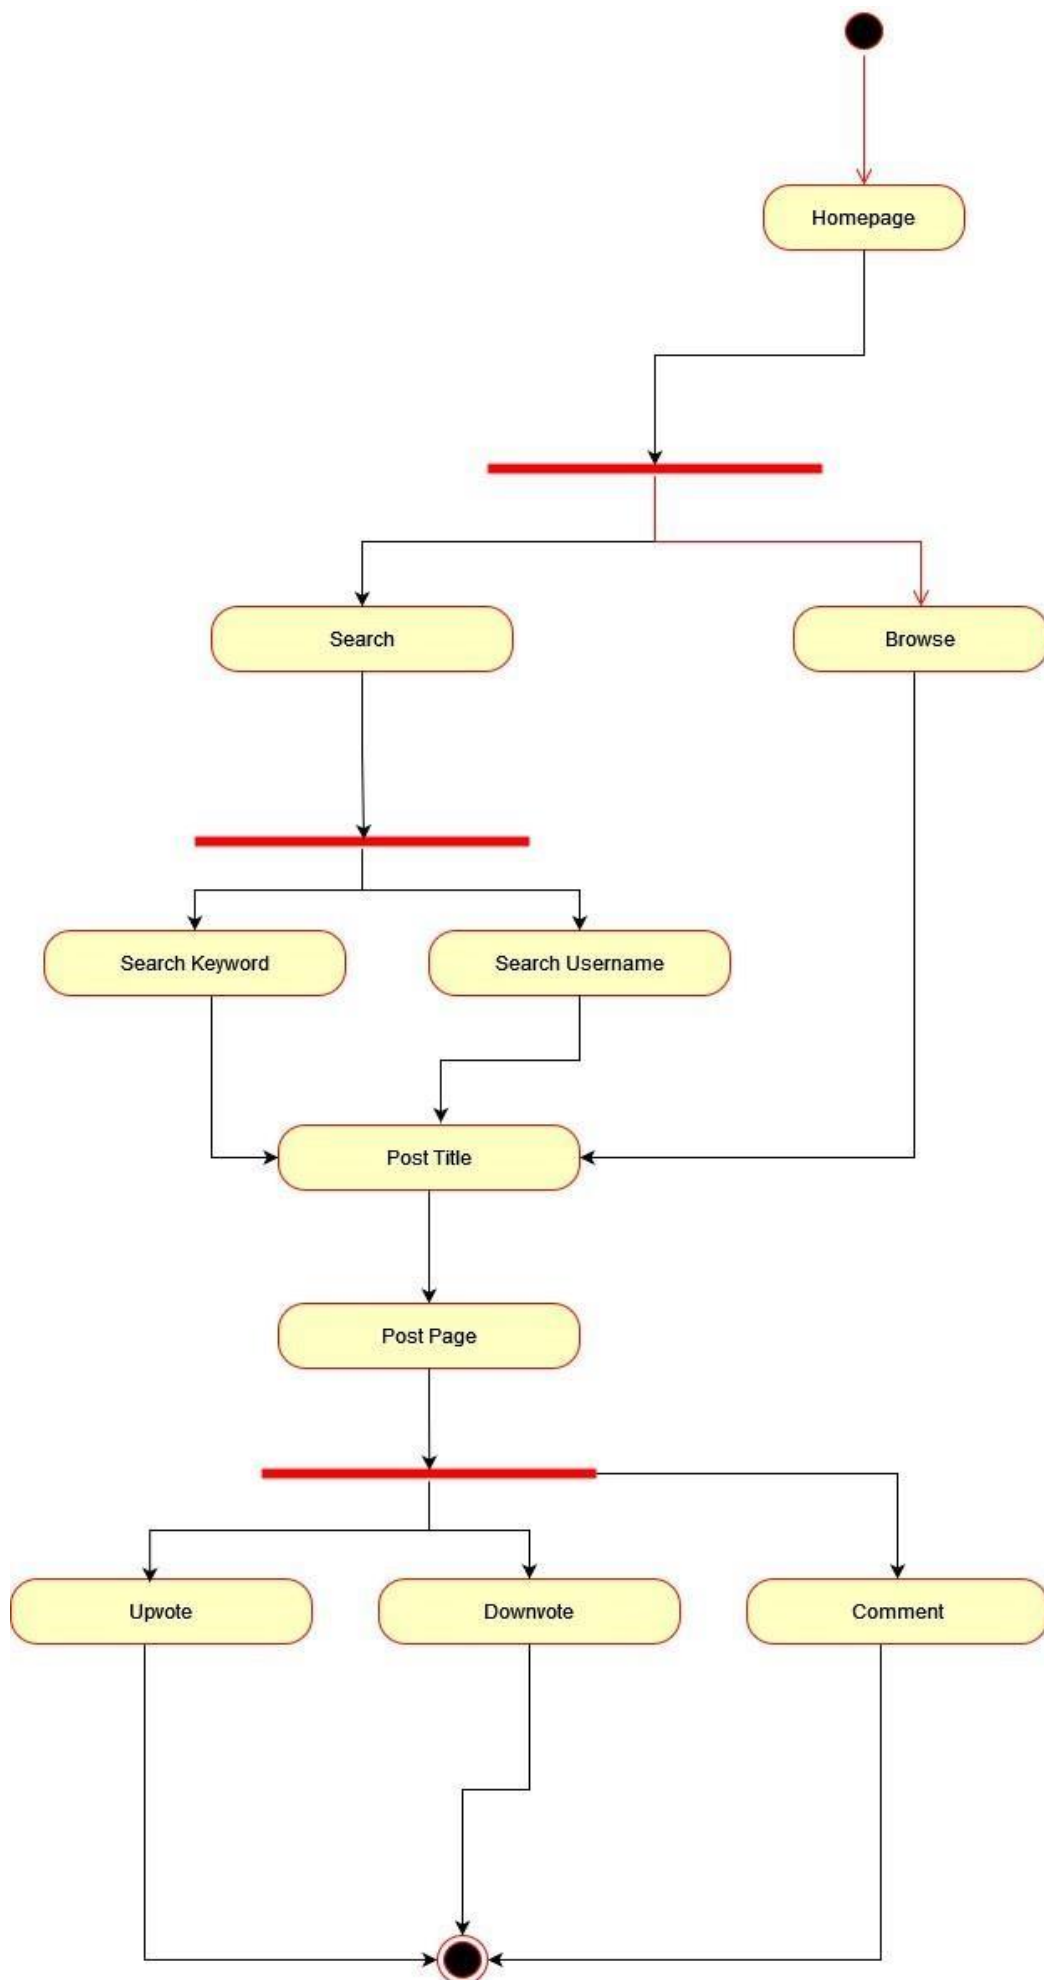 Homepage
Search
Browse
Search Keyword
Search Username
Post Title
Post Page
Upvote
Downvote
Comment